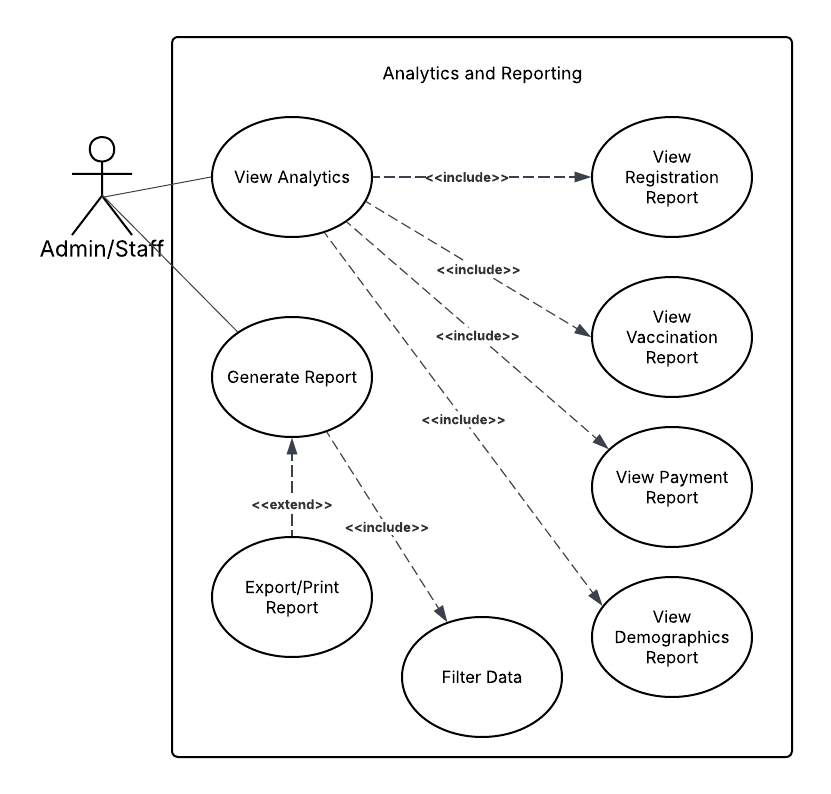 Analytics and Reporting
View Analytics
<<include>>
View
Registration
Report
Admin/Staff
<<include>>
View
Vaccination
Report
<<include>>
Generate Report
<<include>>
View Payment
Report
<<extend>>
<<include>>
Export/Print
Report
View
Demographics
Report
Filter Data